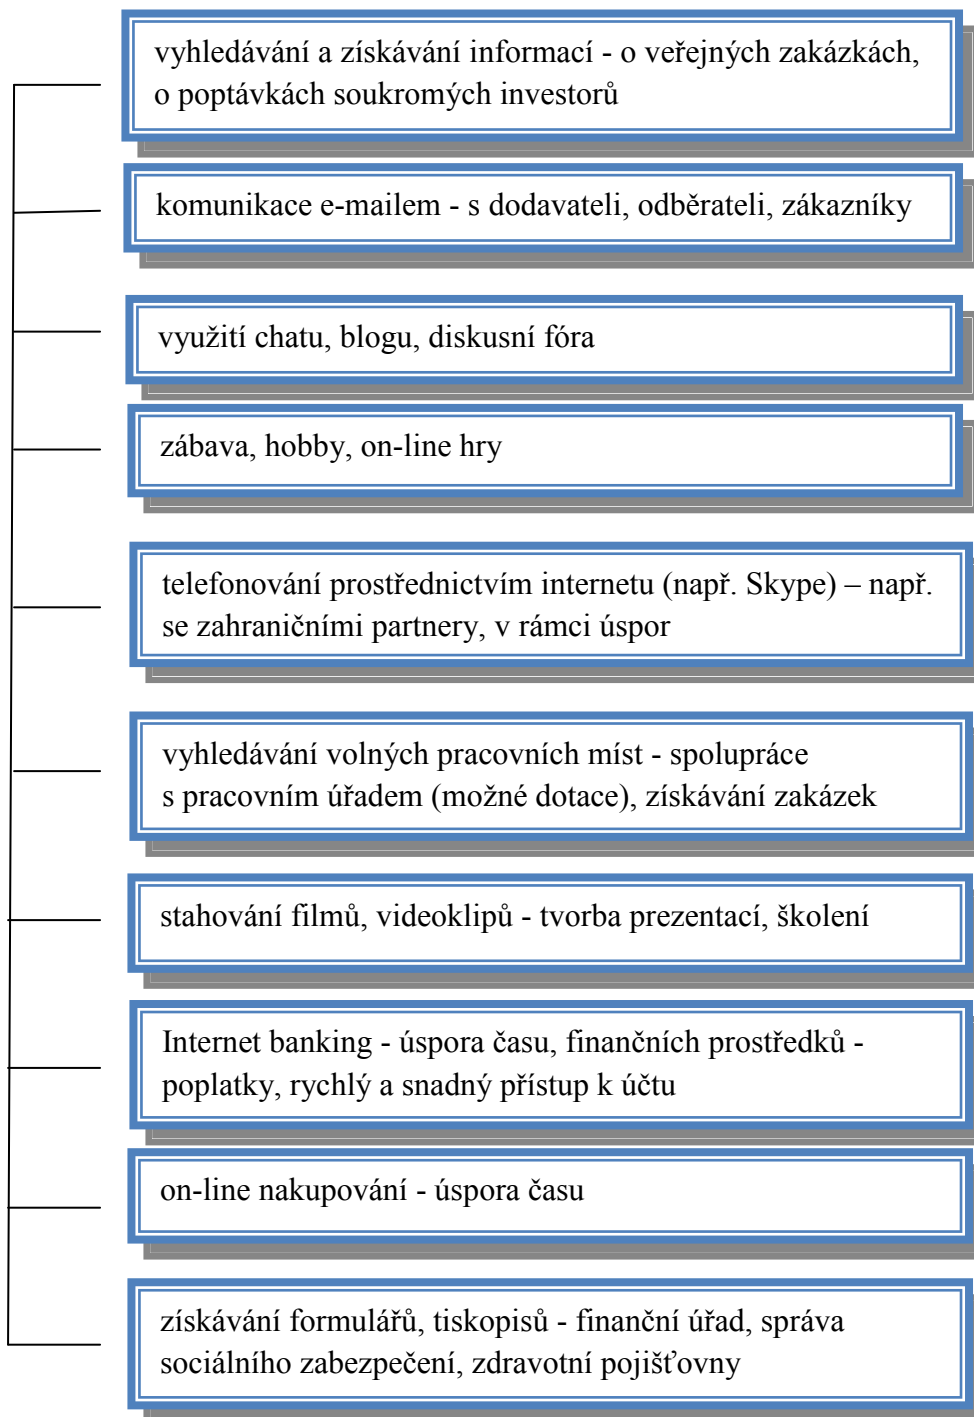 vyhledávání a získávání informací - o veřejných zakázkách,
o poptávkách soukromých investorů
komunikace e-mailem - s dodavateli, odběrateli, zákazníky
využití chatu, blogu, diskusní fóra
zábava, hobby, on-line hry
telefonování prostřednictvím internetu (např. Skype) – např.
se zahraničními partnery, v rámci úspor
vyhledávání volných pracovních míst - spolupráce
s pracovním úřadem (možné dotace), získávání zakázek
stahování filmů, videoklipů - tvorba prezentací, školení
Internet banking - úspora času, finančních prostředků -
poplatky, rychlý a snadný přístup k účtu
on-line nakupování - úspora času
získávání formulářů, tiskopisů - finanční úřad, správa
sociálního zabezpečení, zdravotní pojišťovny